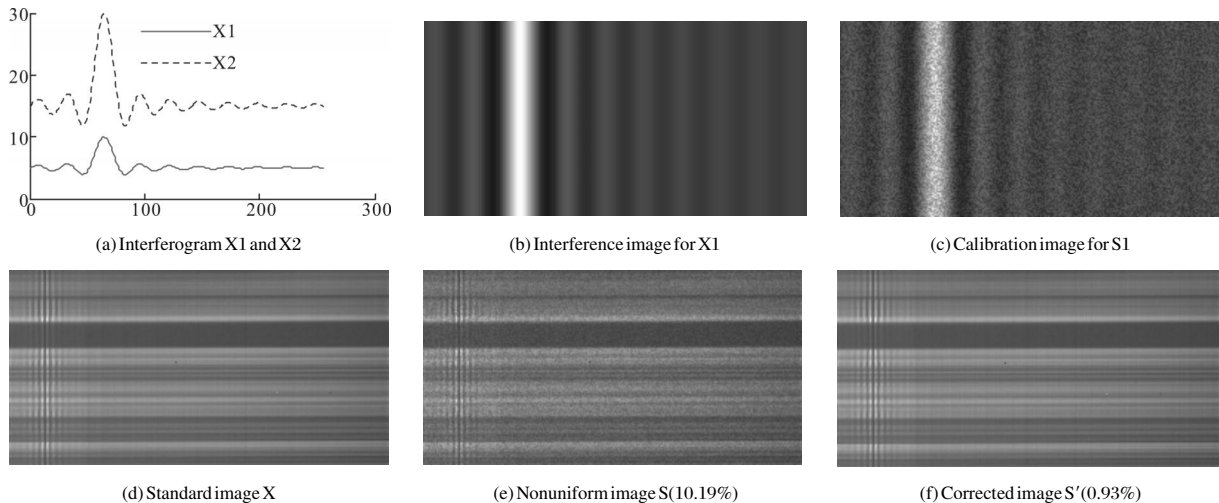 30
X1
X2
20
10
0
0
100
200
300
(a) Interferogram X1 and X2
(b) Interference image for X1
(c) Calibration image for S1
(d) Standard image X
(e) Nonuniform image S(10.19%)
(f) Corrected image S′(0.93%)